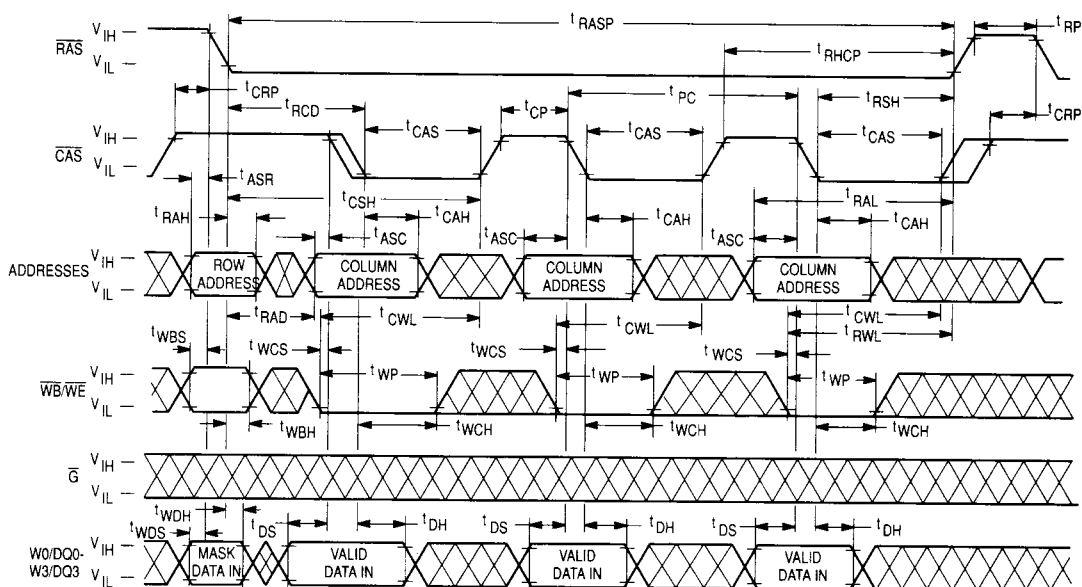 RAS V IH
V IL
t RASP
t RP
t RHCP
t CRP
t RCD
t CP
t PC
t RSH
t CRP
CAS V IH
V IL
t CAS
t CAS
t CAS
t ASR
t CSH
t RAL
t RAH
t CAH
t CAH
t CAH
t ASC
t ASC
t ASC
ADDRESSES V IH
V IL
ROW ADDRESS
COLUMN ADDRESS
COLUMN ADDRESS
COLUMN ADDRESS
t RAD
t CWL
t CWL
t CWL
t RWL
t WBS
t WCS
t WCS
t WCS
WB/WE V IH
V IL
t WP
t WP
t WP
t WBH
t WCH
t WCH
t WCH
G V IH
V IL
t WDH
t WDS
t DS
t DH
t DS
t DH
t DS
t DH
W0/DQ0- V IH
W3/DQ3 V IL
MASK DATA IN
VALID DATA IN
VALID DATA IN
VALID DATA IN